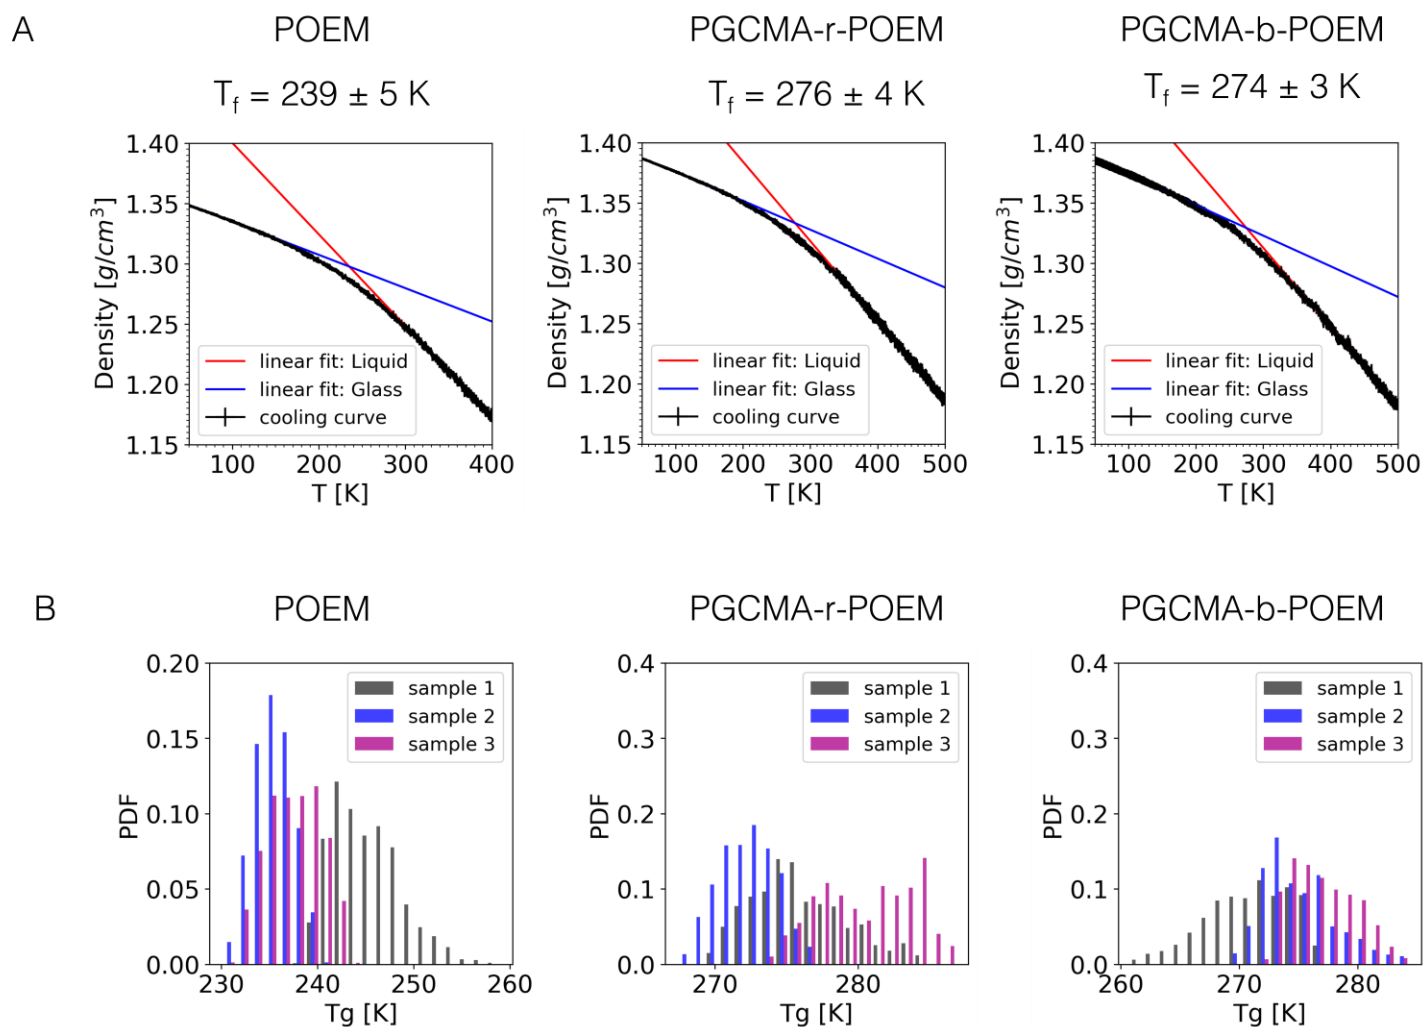 A
POEM
PGCMA-r-POEM
PGCMA-b-POEM
T_f = 239 ± 5 K
T_f = 276 ± 4 K
T_f = 274 ± 3 K
Density [g/cm³]
1.40
1.35
1.30
1.25
1.20
1.15
linear fit: Liquid
linear fit: Glass
cooling curve
100 200 300 400
T [K]
Density [g/cm³]
1.40
1.35
1.30
1.25
1.20
1.15
linear fit: Liquid
linear fit: Glass
cooling curve
100 200 300 400 500
T [K]
Density [g/cm³]
1.40
1.35
1.30
1.25
1.20
1.15
linear fit: Liquid
linear fit: Glass
cooling curve
100 200 300 400 500
T [K]
B
POEM
PGCMA-r-POEM
PGCMA-b-POEM
PDF
0.20
0.15
0.10
0.05
0.00
sample 1
sample 2
sample 3
230 240 250 260
Tg [K]
PDF
0.4
0.3
0.2
0.1
0.0
sample 1
sample 2
sample 3
270 280
Tg [K]
PDF
0.4
0.3
0.2
0.1
0.0
sample 1
sample 2
sample 3
260 270 280
Tg [K]